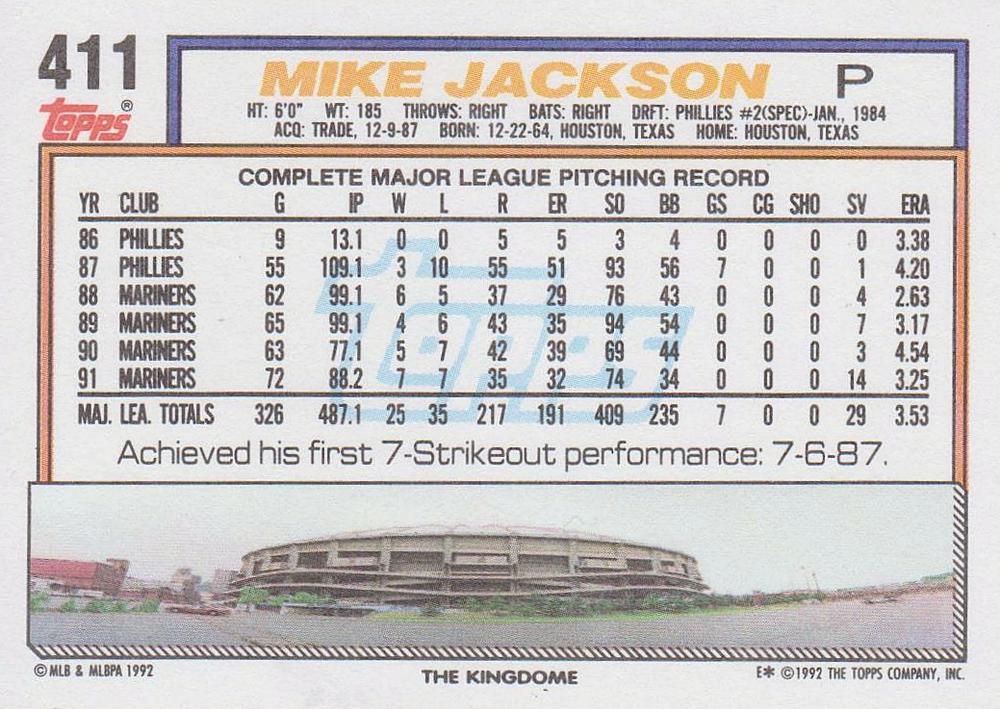 411
Topps®
MIKE JACKSON P
HT: 6'0" WT: 185 THROWS: RIGHT BATS: RIGHT DRFT: PHILLIES #2(SPEC)-JAN., 1984
ACQ: TRADE, 12-9-87 BORN: 12-22-64, HOUSTON, TEXAS HOME: HOUSTON, TEXAS
COMPLETE MAJOR LEAGUE PITCHING RECORD
YR CLUB G IP W L R ER SO BB GS CG SHO SV ERA
86 PHILLIES 9 13.1 0 0 5 5 3 4 0 0 0 0 3.38
87 PHILLIES 55 109.1 3 10 55 51 93 56 7 0 0 1 4.20
88 MARINERS 62 99.1 6 5 37 29 76 43 0 0 0 4 2.63
89 MARINERS 65 99.1 4 6 43 35 94 54 0 0 0 7 3.17
90 MARINERS 63 77.1 5 7 42 39 69 44 0 0 0 3 4.54
91 MARINERS 72 88.2 7 7 35 32 74 34 0 0 0 14 3.25
MAJ. LEA. TOTALS 326 487.1 25 35 217 191 409 235 7 0 0 29 3.53
Topps
Achieved his first 7-Strikeout performance: 7-6-87.
©MLB & MLBPA 1992 THE KINGDOME E* ©1992 THE TOPPS COMPANY, INC.